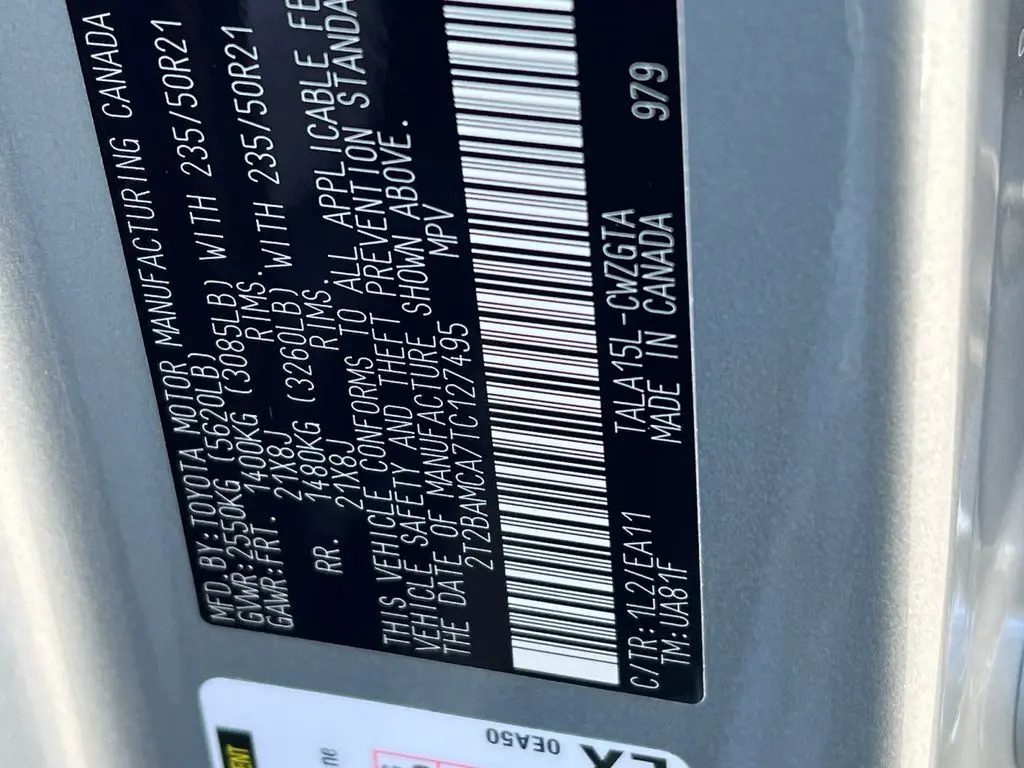 MFD. BY:TOYOTA MOTOR MANUFACTURING CANADA
GVWR:2550KG (5620LB)
GAWR:FRT. 1400KG (3085LB) WITH 235/50R21
21X8J RIMS.
RR. 1480KG (3260LB) WITH 235/50R21
21X8J RIMS.
THIS VEHICLE CONFORMS TO ALL APPLICABLE
VEHICLE SAFETY AND THEFT PREVENTION
THE DATE OF MANUFACTURE SHOWN ABOVE.
2T2BAMCA7TC127495 MPV
C/TR:1L2/EA11 TALA15L-CWZGTA 979
TM:UA81F MADE IN CANADA
0EA50